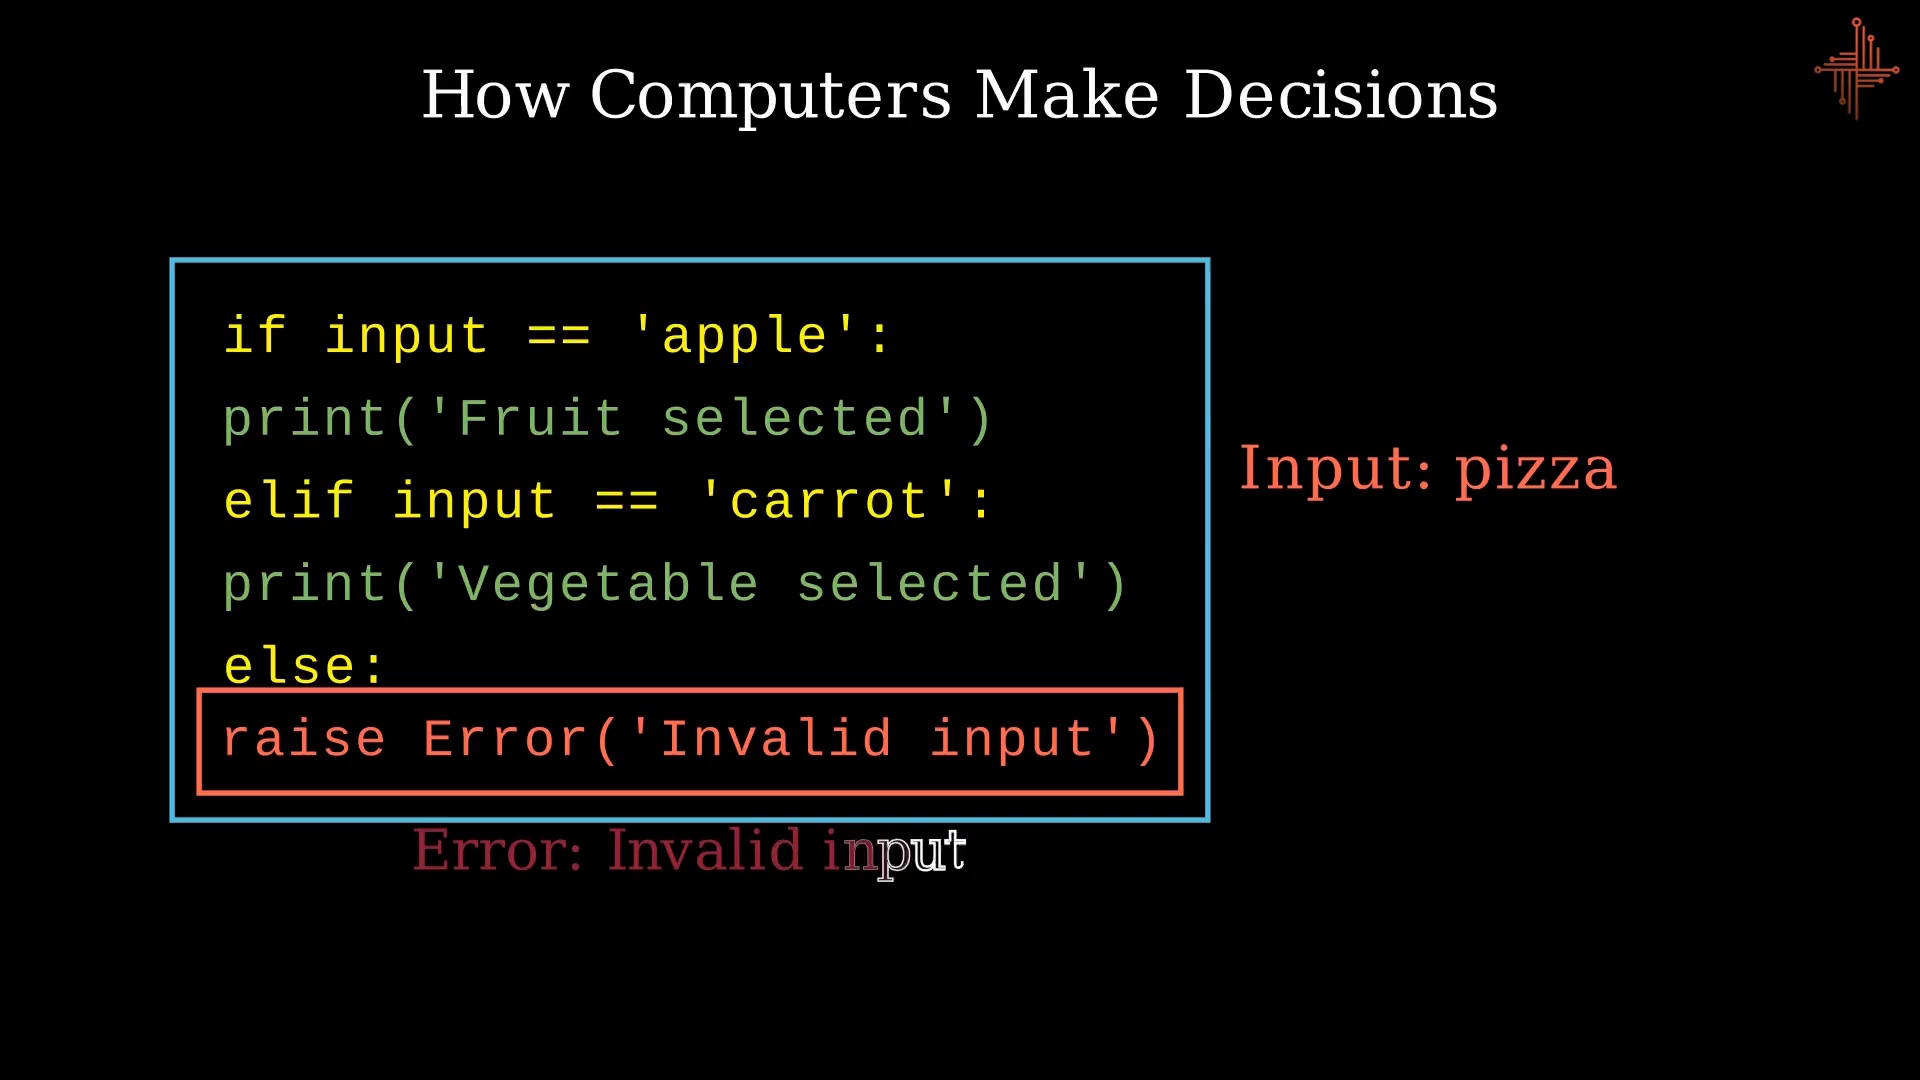 How Computers Make Decisions
if input == 'apple':
print('Fruit selected')
elif input == 'carrot':
print('Vegetable selected')
else:
raise Error('Invalid input')
Input: pizza
Error: Invalid input